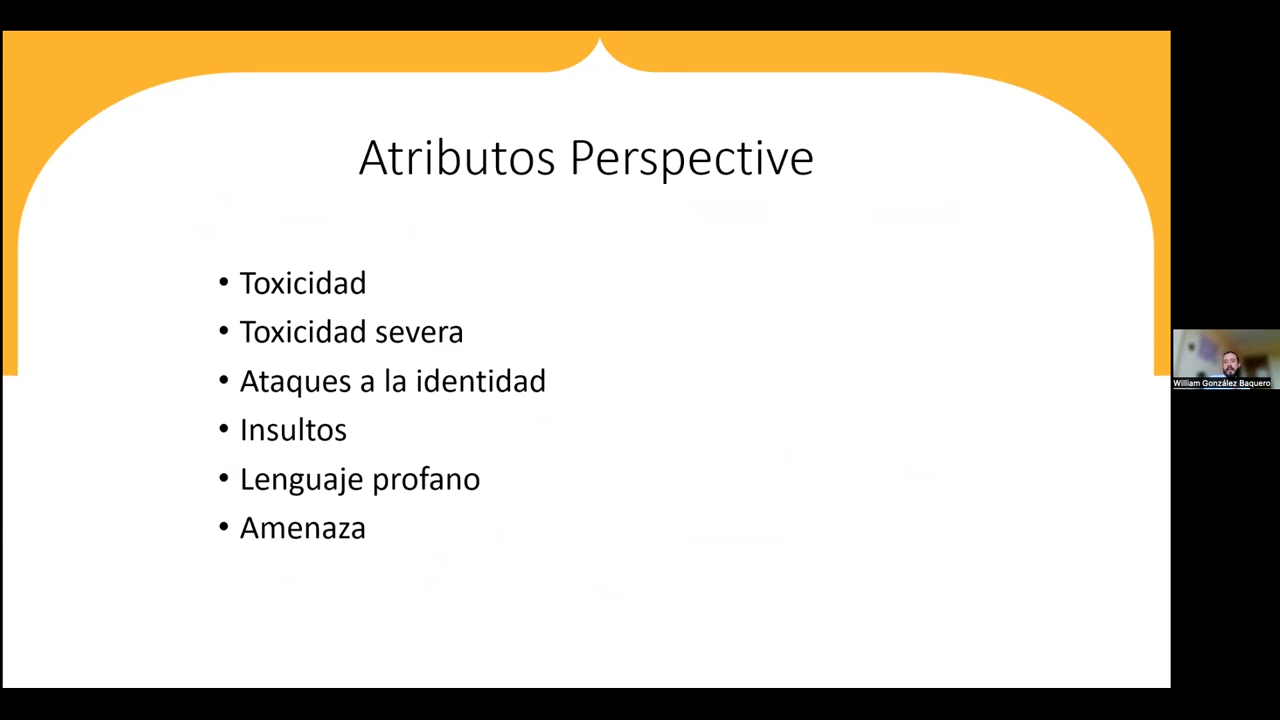 Atributos Perspective
• Toxicidad
• Toxicidad severa
• Ataques a la identidad
• Insultos
• Lenguaje profano
• Amenaza
William González Baquero